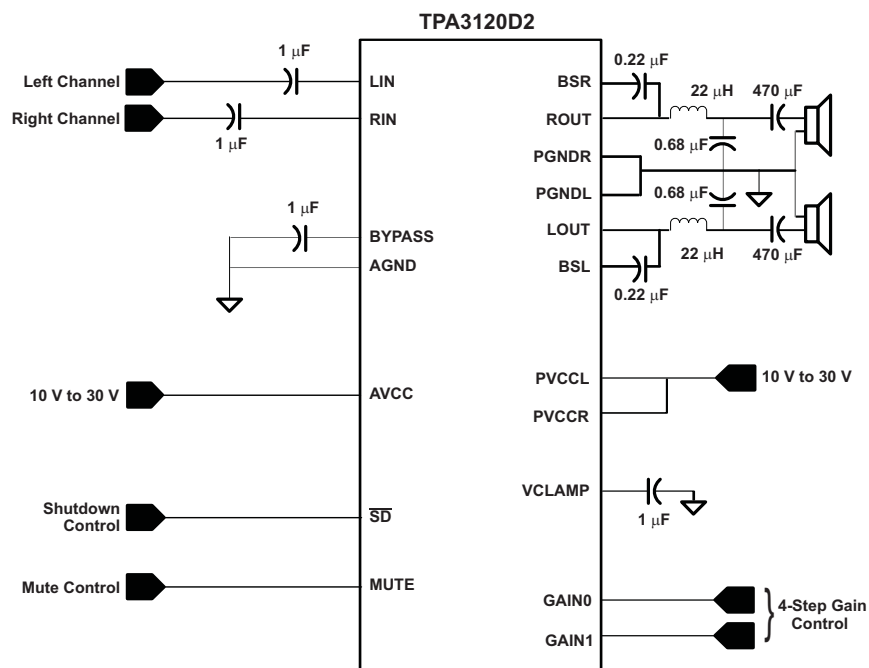 TPA3120D2
1 μF
Left Channel
LIN
Right Channel
RIN
1 μF
1 μF
BYPASS
AGND
10 V to 30 V
AVCC
Shutdown
Control
SD
Mute Control
MUTE
0.22 μF
BSR
22 μH
470 μF
ROUT
0.68 μF
PGNDR
PGNDL
0.68 μF
LOUT
22 μH
470 μF
BSL
0.22 μF
PVCCL
10 V to 30 V
PVCCR
VCLAMP
1 μF
GAIN0
4-Step Gain
Control
GAIN1